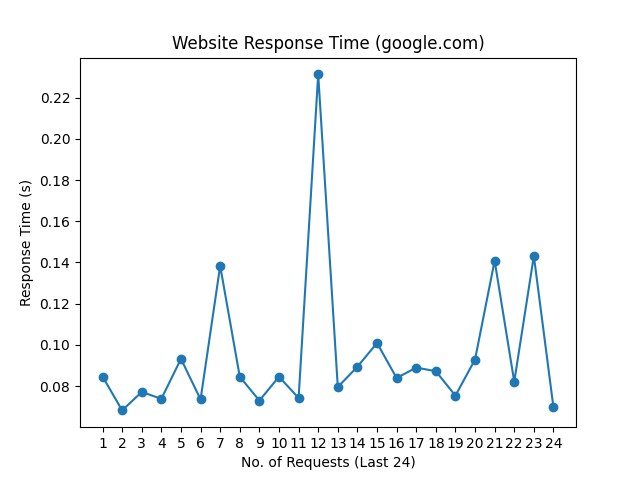 Website Response Time (google.com)
0.22
0.20
0.18
0.16
0.14
0.12
0.10
0.08
Response Time (s)
1 2 3 4 5 6 7 8 9 10 11 12 13 14 15 16 17 18 19 20 21 22 23 24
No. of Requests (Last 24)